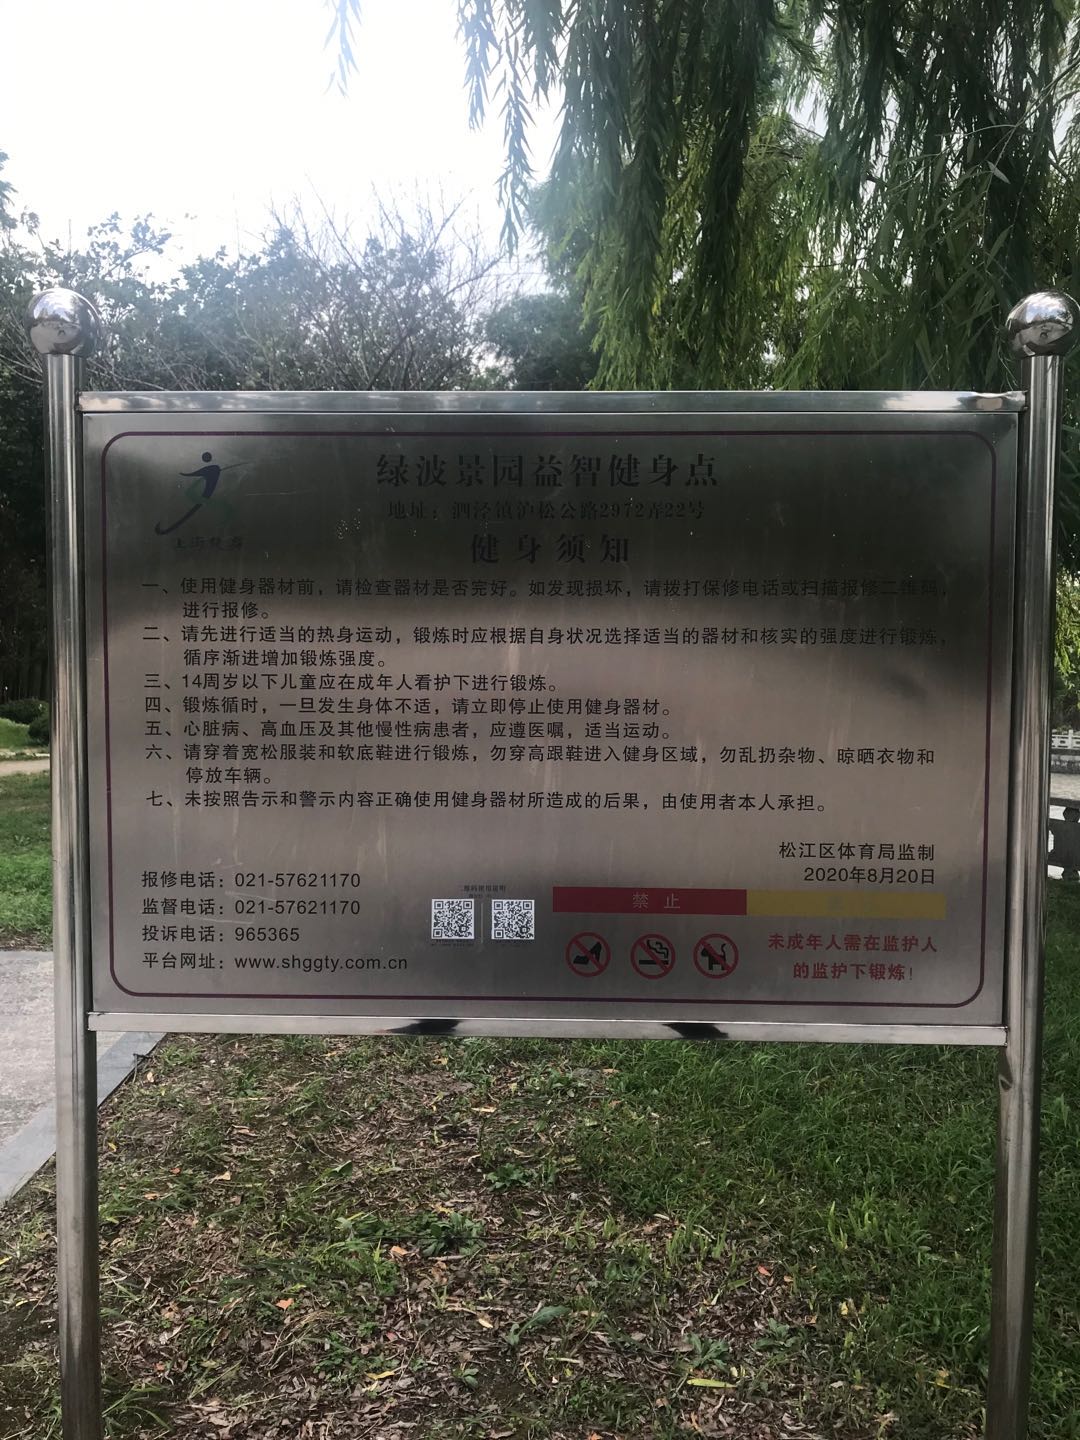 绿波景园益智健身点
地址：泗泾镇沪松公路2972弄22号
健身须知
一、使用健身器材前，请检查器材是否完好。如发现损坏，请拨打保修电话或扫描报修二维码，
进行报修。
二、请先进行适当的热身运动，锻炼时应根据自身状况选择适当的器材和核实的强度进行锻炼，
循序渐进增加锻炼强度。
三、14周岁以下儿童应在成年人看护下进行锻炼。
四、锻炼循时，一旦发生身体不适，请立即停止使用健身器材。
五、心脏病、高血压及其他慢性病患者，应遵医嘱，适当运动。
六、请穿着宽松服装和软底鞋进行锻炼，勿穿高跟鞋进入健身区域，勿乱扔杂物、晾晒衣物和
停放车辆。
七、未按照告示和警示内容正确使用健身器材所造成的后果，由使用者本人承担。
松江区体育局监制
2020年8月20日
报修电话：021-57621170
监督电话：021-57621170
投诉电话：965365
平台网址：www.shggty.com.cn
二维码使用说明
禁止
未成年人需在监护人
的监护下锻炼！